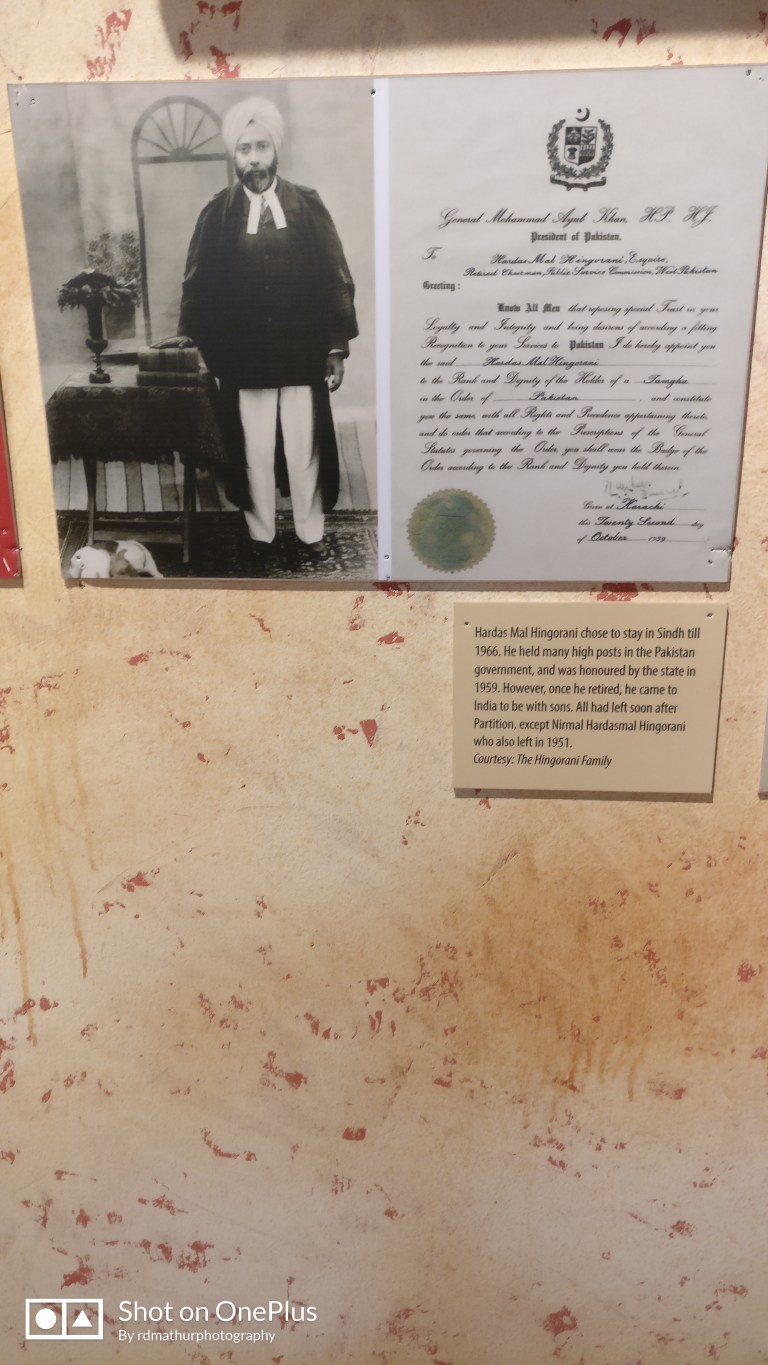 General Mohammad Ayub Khan, H.P., H.J.
President of Pakistan.
To
Hardas Mal Hingorani, Esquire,
Retired Chairman, Public Service Commission, West Pakistan
Greeting :
Know All Men that reposing special Trust in your
Loyalty and Integrity and being desirous of according a fitting
Recognition to your Services to Pakistan I do hereby appoint you
the said Hardas Mal Hingorani
to the Rank and Dignity of the Holder of a Tamgha
in the Order of Pakistan and constitute
you the same, with all Rights and Precedence appertaining thereto,
and do order that according to the Prescriptions of the General
Statutes governing the Order, you shall wear the Badge of the
Order according to the Rank and Dignity you hold therein.
Given at Karachi
this Twenty Second day
of October 1959
Hardas Mal Hingorani chose to stay in Sindh till
1966. He held many high posts in the Pakistan
government, and was honoured by the state in
1959. However, once he retired, he came to
India to be with sons. All had left soon after
Partition, except Nirmal Hardasmal Hingorani
who also left in 1951.
Courtesy: The Hingorani Family
Shot on OnePlus
By rdmathurphotography